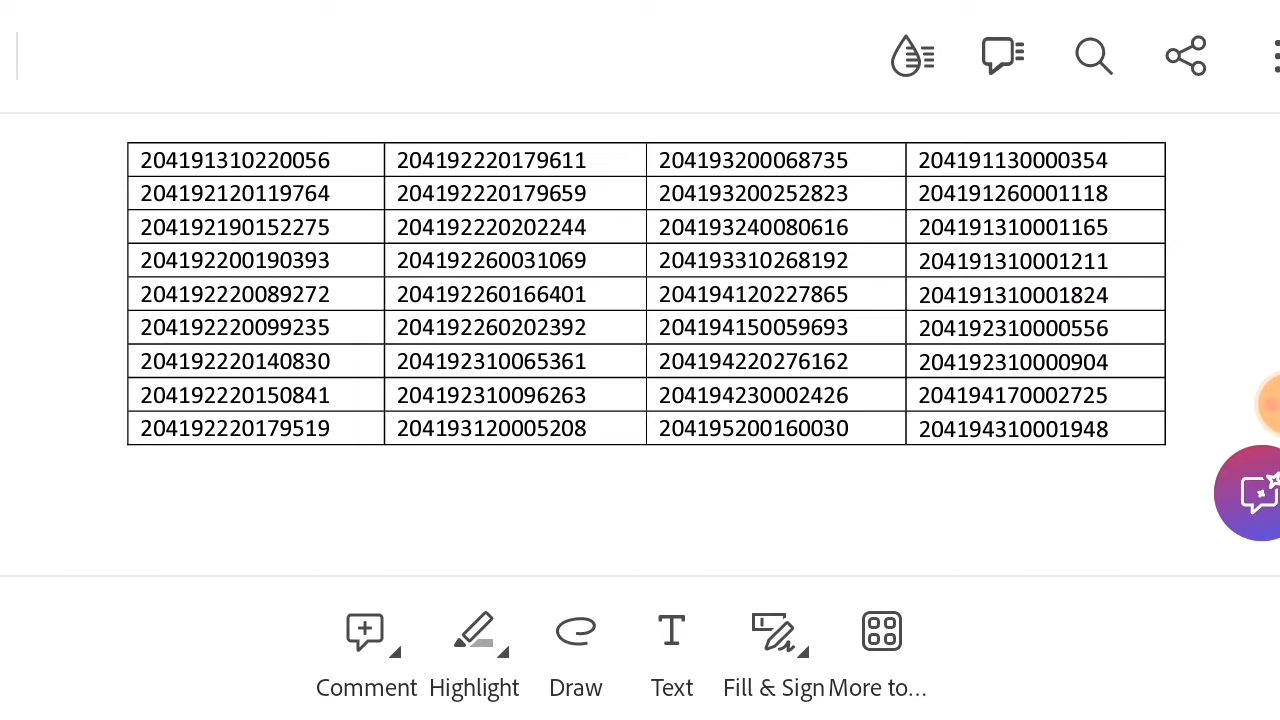 204191310220056 204192220179611 204193200068735 204191130000354
204192120119764 204192220179659 204193200252823 204191260001118
204192190152275 204192220202244 204193240080616 204191310001165
204192200190393 204192260031069 204193310268192 204191310001211
204192220089272 204192260166401 204194120227865 204191310001824
204192220099235 204192260202392 204194150059693 204192310000556
204192220140830 204192310065361 204194220276162 204192310000904
204192220150841 204192310096263 204194230002426 204194170002725
204192220179519 204193120005208 204195200160030 204194310001948
Comment Highlight Draw Text Fill & Sign More to...